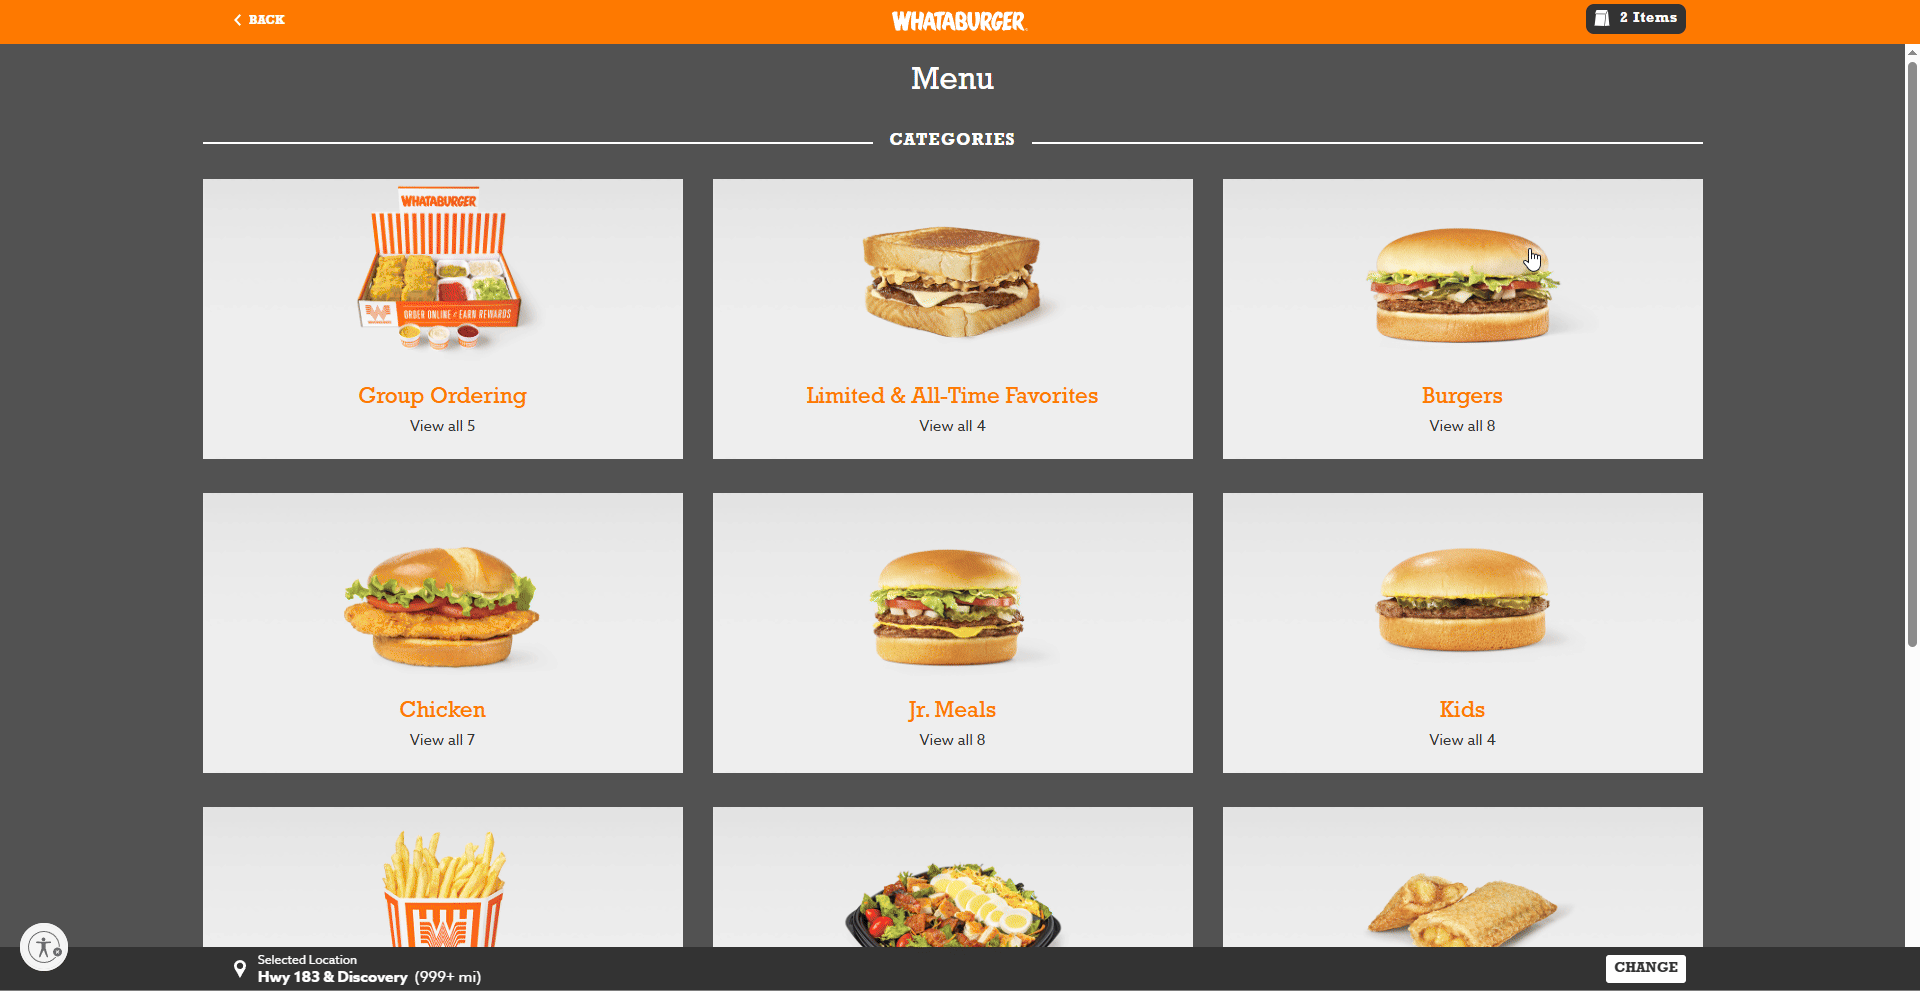 BACK
WHATABURGER
2 Items
Menu
CATEGORIES
WHATABURGER
ORDER ONLINE & EARN REWARDS
Group Ordering
View all 5
Limited & All-Time Favorites
View all 4
Burgers
View all 8
Chicken
View all 7
Jr. Meals
View all 8
Kids
View all 4
Selected Location
Hwy 183 & Discovery (999+ mi)
CHANGE